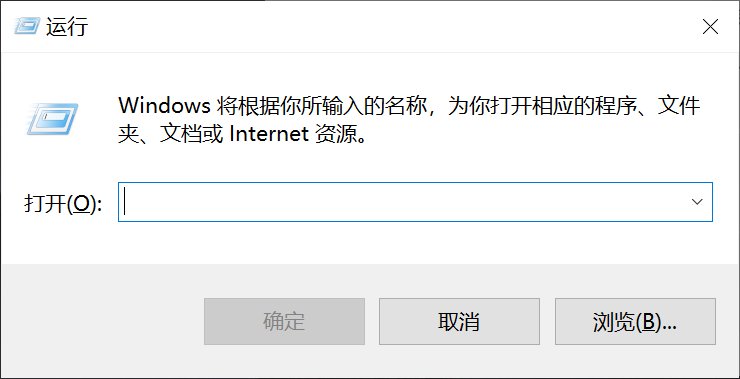 运行
Windows 将根据你所输入的名称，为你打开相应的程序、文件
夹、文档或 Internet 资源。
打开(O):
确定 取消 浏览(B)...